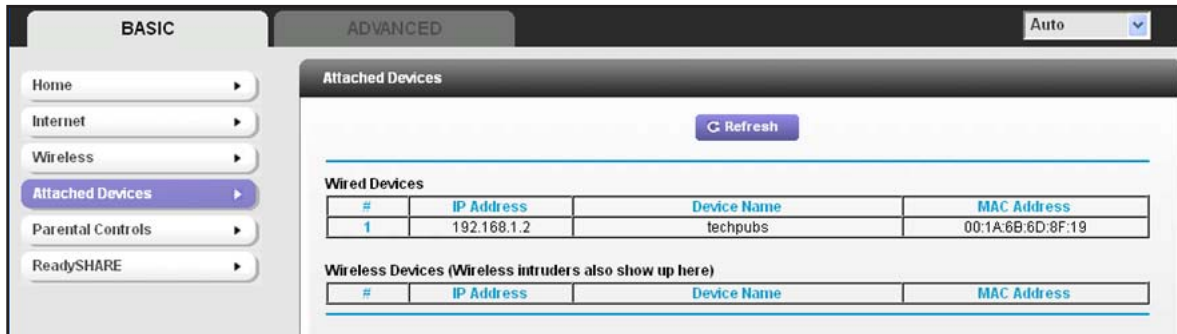 BASIC
ADVANCED
Auto
Home
Internet
Wireless
Attached Devices
Parental Controls
ReadySHARE
Attached Devices
Refresh
Wired Devices
# IP Address Device Name MAC Address
1 192.168.1.2 techpubs 00:1A:6B:6D:8F:19
Wireless Devices (Wireless intruders also show up here)
# IP Address Device Name MAC Address